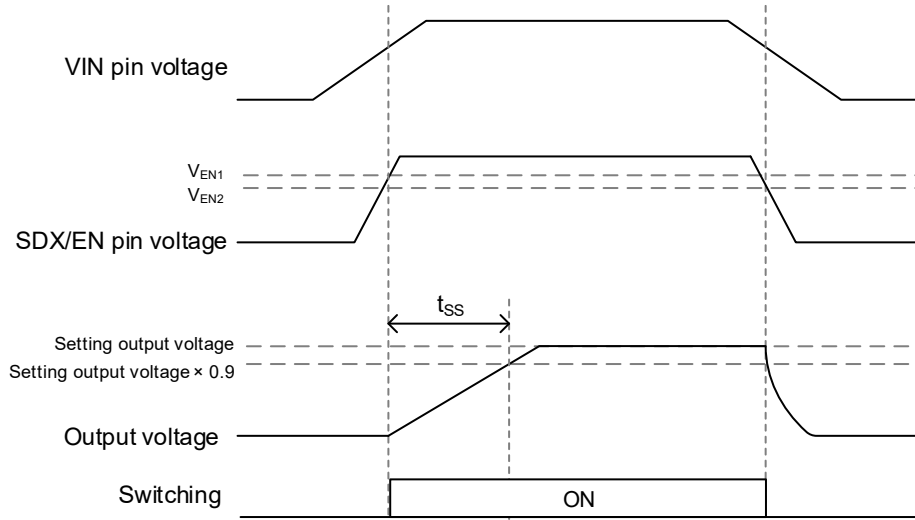 VIN pin voltage
VEN1
VEN2
SDX/EN pin voltage
tSS
Setting output voltage
Setting output voltage × 0.9
Output voltage
Switching
ON